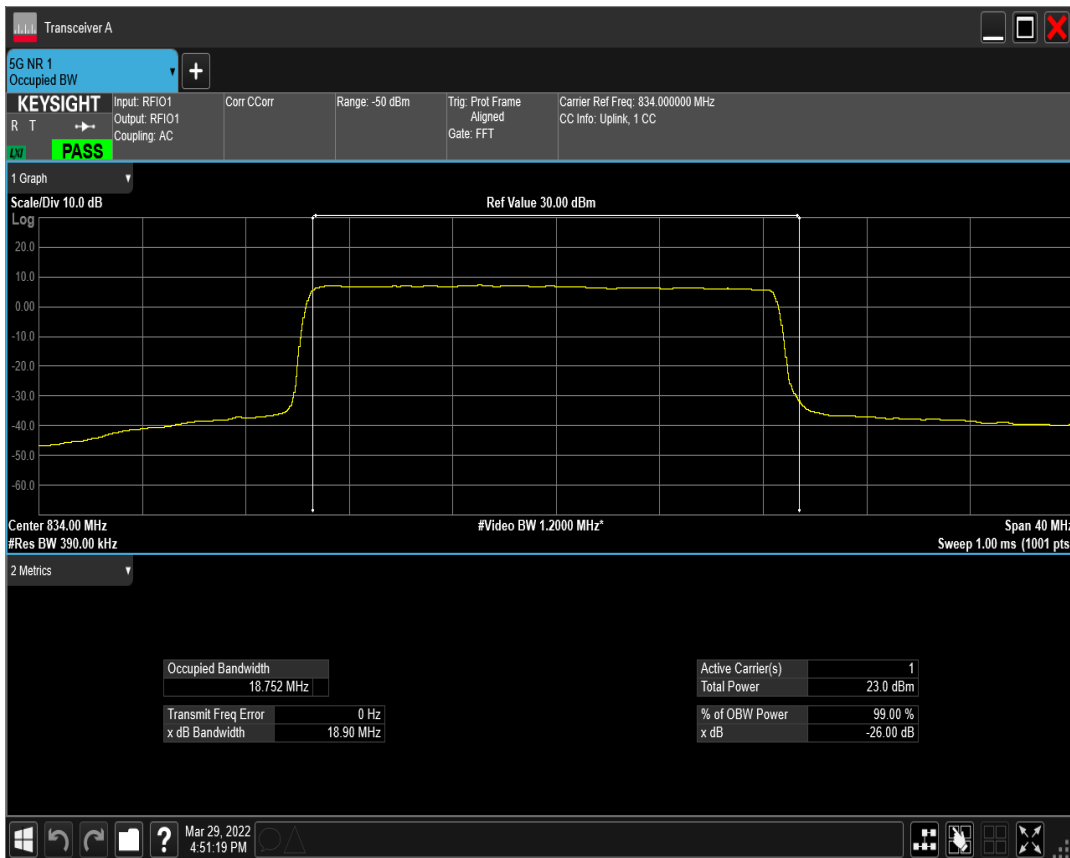 Transceiver A
5G NR 1
Occupied BW
+
KEYSIGHT
R T
LXI
PASS
Input: RFIO1
Output: RFIO1
Coupling: AC
Corr CCorr
Range: -50 dBm
Trig: Prot Frame
Aligned
Gate: FFT
Carrier Ref Freq: 834.000000 MHz
CC Info: Uplink, 1 CC
1 Graph
Scale/Div 10.0 dB
Ref Value 30.00 dBm
Log
20.0
10.0
0.00
-10.0
-20.0
-30.0
-40.0
-50.0
-60.0
Center 834.00 MHz
#Video BW 1.2000 MHz*
Span 40 MHz
#Res BW 390.00 kHz
Sweep 1.00 ms (1001 pts
2 Metrics
Occupied Bandwidth
18.752 MHz
Transmit Freq Error 0 Hz
x dB Bandwidth 18.90 MHz
Active Carrier(s) 1
Total Power 23.0 dBm
% of OBW Power 99.00 %
x dB -26.00 dB
?
Mar 29, 2022
4:51:19 PM